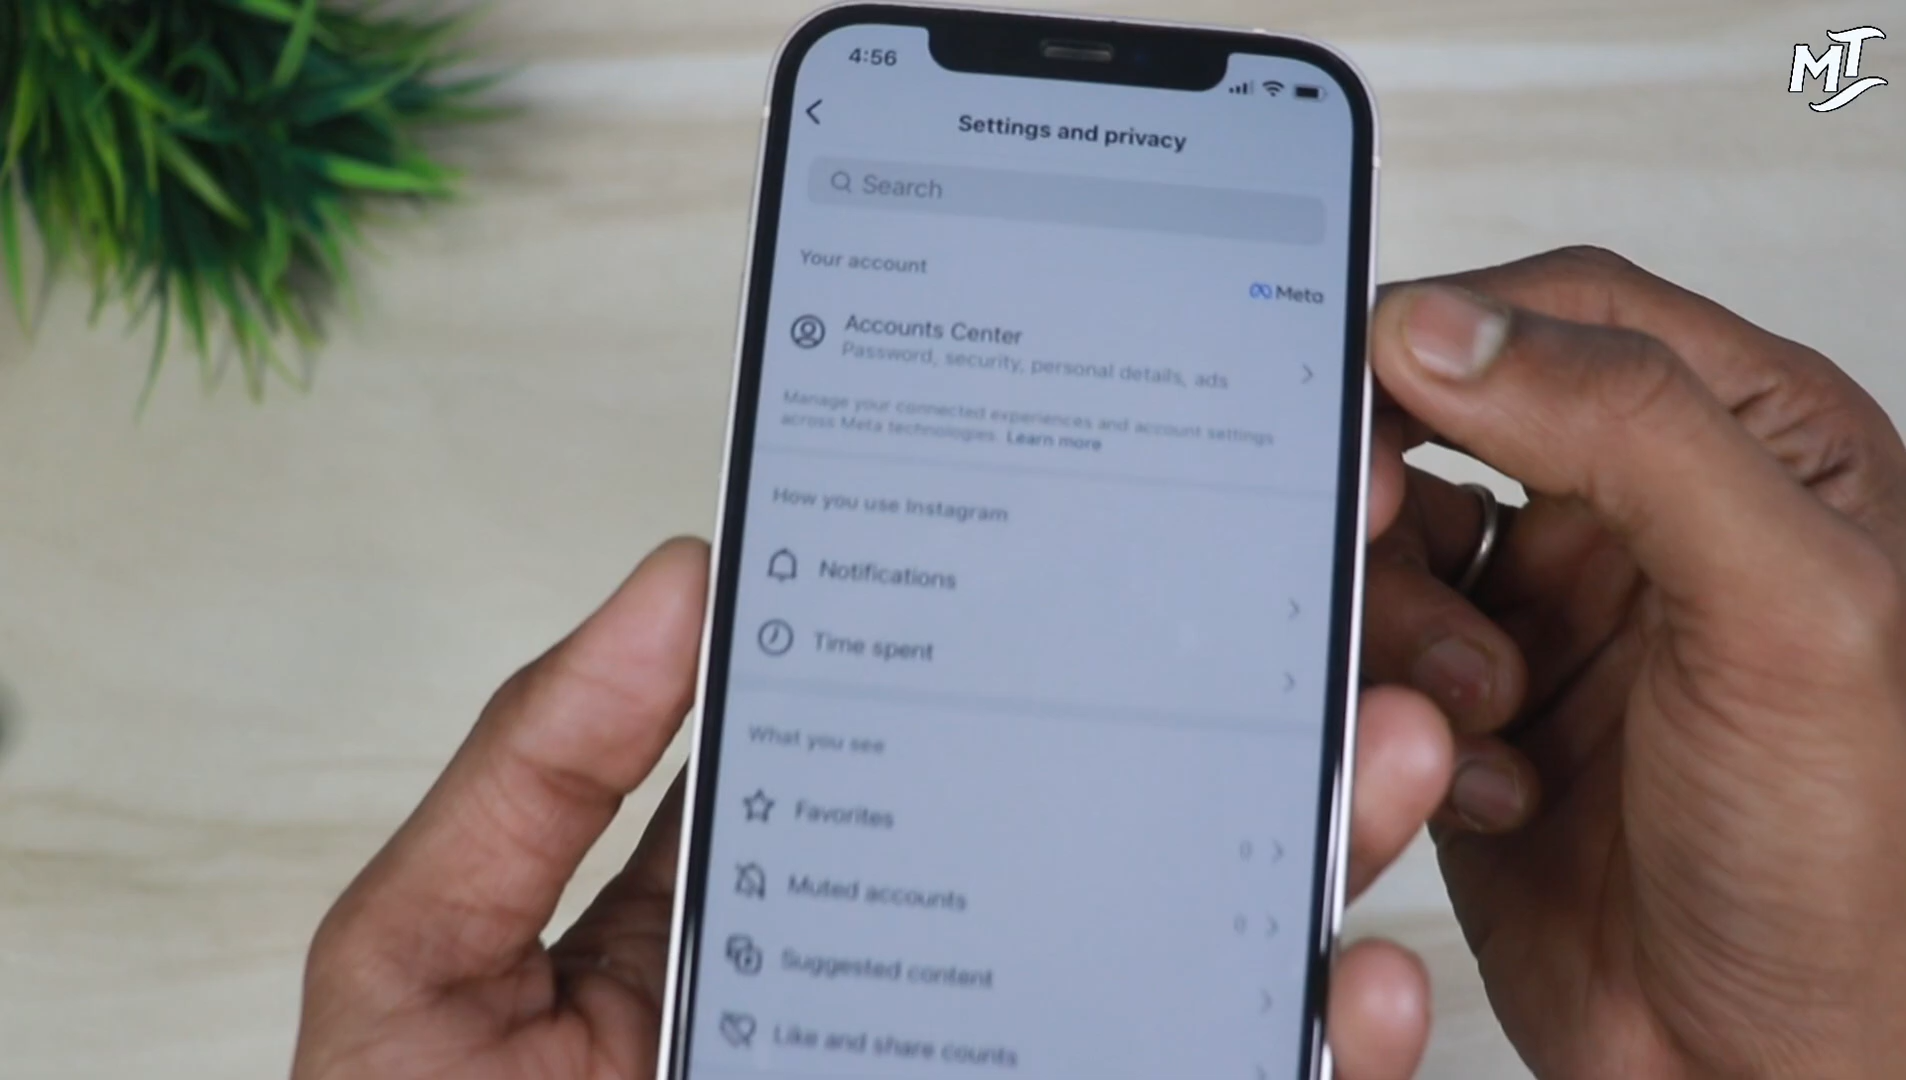 MT
4:56
Settings and privacy
Search
Your account
Meta
Accounts Center
Password, security, personal details, ads
Manage your connected experiences and account settings
across Meta technologies. Learn more
How you use Instagram
Notifications
Time spent
What you see
Favorites
0
Muted accounts
0
Suggested content
Like and share counts